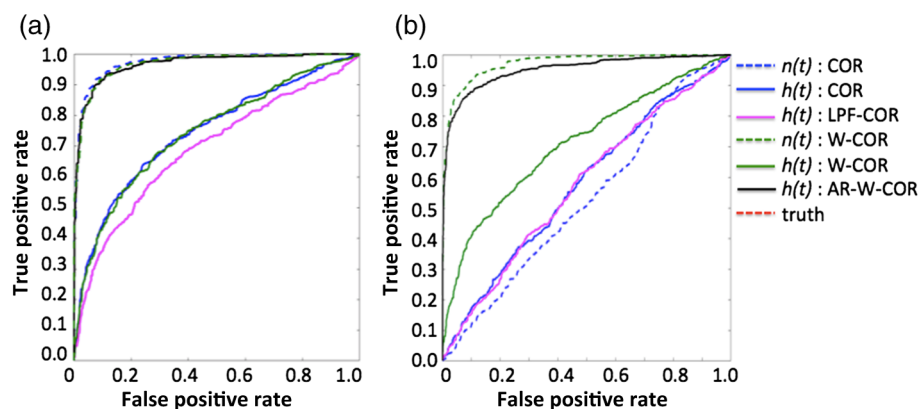 (a)
(b)
True positive rate
1.0
0.9
0.8
0.7
0.6
0.5
0.4
0.3
0.2
0.1
0.0
0
0.2
0.4
0.6
0.8
1.0
False positive rate
True positive rate
1.0
0.9
0.8
0.7
0.6
0.5
0.4
0.3
0.2
0.1
0.0
0
0.2
0.4
0.6
0.8
1.0
False positive rate
n(t) : COR
h(t) : COR
h(t) : LPF-COR
n(t) : W-COR
h(t) : W-COR
h(t) : AR-W-COR
truth